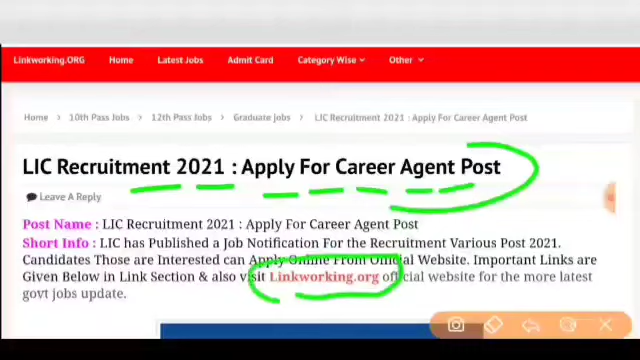 Linkworking.ORG Home Latest Jobs Admit Card Category Wise Other
Home > 10th Pass Jobs > 12th Pass Jobs > Graduate Jobs > LIC Recruitment 2021 : Apply For Career Agent Post
LIC Recruitment 2021 : Apply For Career Agent Post
Leave A Reply
Post Name : LIC Recruitment 2021 : Apply For Career Agent Post
Short Info : LIC has Published a Job Notification For the Recruitment Various Post 2021.
Candidates Those are Interested can Apply Online From Official Website. Important Links are
Given Below in Link Section & also visit Linkworking.org official website for the more latest
govt jobs update.